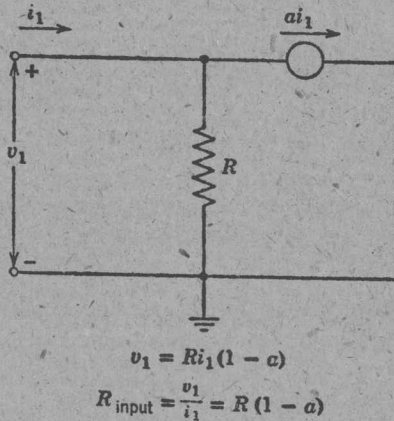 i₁ ai₁
+
v₁ R
-
v₁ = Ri₁(1 - a)
R input = v₁/i₁ = R (1 - a)